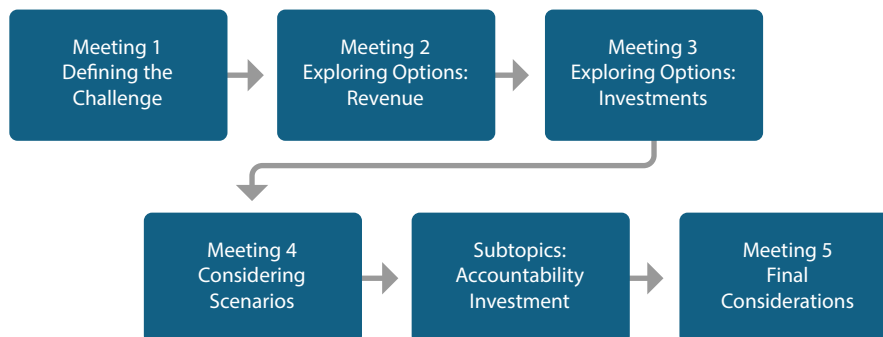 Meeting 1
Defining the
Challenge
Meeting 2
Exploring Options:
Revenue
Meeting 3
Exploring Options:
Investments
Meeting 4
Considering
Scenarios
Subtopics:
Accountability
Investment
Meeting 5
Final
Considerations